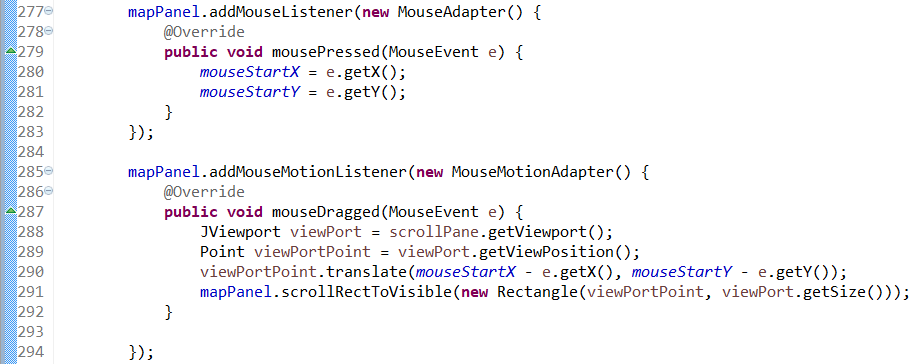 277 mapPanel.addMouseListener(new MouseAdapter() {
278 @Override
279 public void mousePressed(MouseEvent e) {
280 mouseStartX = e.getX();
281 mouseStartY = e.getY();
282 }
283 });
284
285 mapPanel.addMouseMotionListener(new MouseMotionAdapter() {
286 @Override
287 public void mouseDragged(MouseEvent e) {
288 JViewport viewPort = scrollPane.getViewport();
289 Point viewPortPoint = viewPort.getViewPosition();
290 viewPortPoint.translate(mouseStartX - e.getX(), mouseStartY - e.getY());
291 mapPanel.scrollRectToVisible(new Rectangle(viewPortPoint, viewPort.getSize()));
292 }
293
294 });